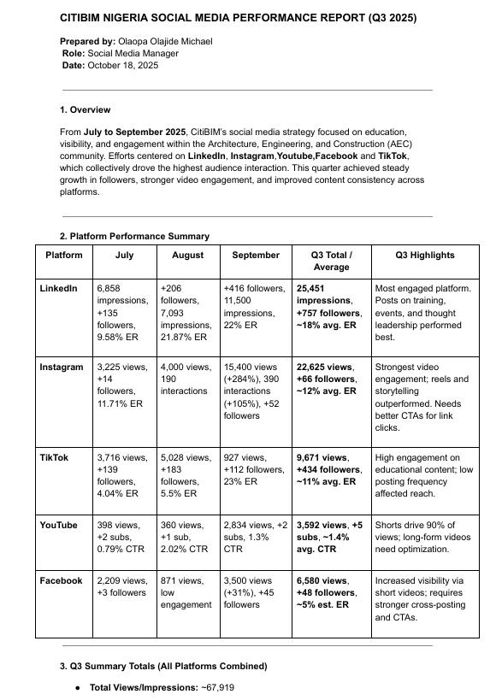 CITIBIM NIGERIA SOCIAL MEDIA PERFORMANCE REPORT (Q3 2025)
Prepared by: Olaopa Olajide Michael
Role: Social Media Manager
Date: October 18, 2025
1. Overview
From July to September 2025, CitiBIM's social media strategy focused on education,
visibility, and engagement within the Architecture, Engineering, and Construction (AEC)
community. Efforts centered on LinkedIn, Instagram,Youtube,Facebook and TikTok,
which collectively drove the highest audience interaction. This quarter achieved steady
growth in followers, stronger video engagement, and improved content consistency across
platforms.
2. Platform Performance Summary
Platform
July
August
September
Q3 Total /
Average
Q3 Highlights
LinkedIn
6,858
impressions,
+135
followers,
9.58% ER
+206
followers,
7,093
impressions,
21.87% ER
+416 followers,
11,500
impressions,
22% ER
25,451
impressions,
+757 followers,
~18% avg. ER
Most engaged platform.
Posts on training,
events, and thought
leadership performed
best.
Instagram
3,225 views,
+14
followers,
11.71% ER
4,000 views,
190
interactions
15,400 views
(+284%), 390
interactions
(+105%), +52
followers
22,625 views,
+66 followers,
~12% avg. ER
Strongest video
engagement; reels and
storytelling
outperformed. Needs
better CTAs for link
clicks.
TikTok
3,716 views,
+139
followers,
4.04% ER
5,028 views,
+183
followers,
5.5% ER
927 views,
+112 followers,
23% ER
9,671 views,
+434 followers,
~11% avg. ER
High engagement on
educational content; low
posting frequency
affected reach.
YouTube
398 views,
+2 subs,
0.79% CTR
360 views,
+1 sub,
2.02% CTR
2,834 views, +2
subs, 1.3%
CTR
3,592 views, +5
subs, ~1.4%
avg. CTR
Shorts drive 90% of
views; long-form videos
need optimization.
Facebook
2,209 views,
+3 followers
871 views,
low
engagement
3,500 views
(+31%), +45
followers
6,580 views,
+48 followers,
~5% est. ER
Increased visibility via
short videos; requires
stronger cross-posting
and CTAs.
3. Q3 Summary Totals (All Platforms Combined)
● Total Views/Impressions: ~67,919